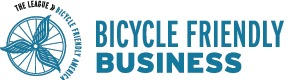 THE LEAGUE
BICYCLE FRIENDLY AMERICA
BICYCLE FRIENDLY
BUSINESS